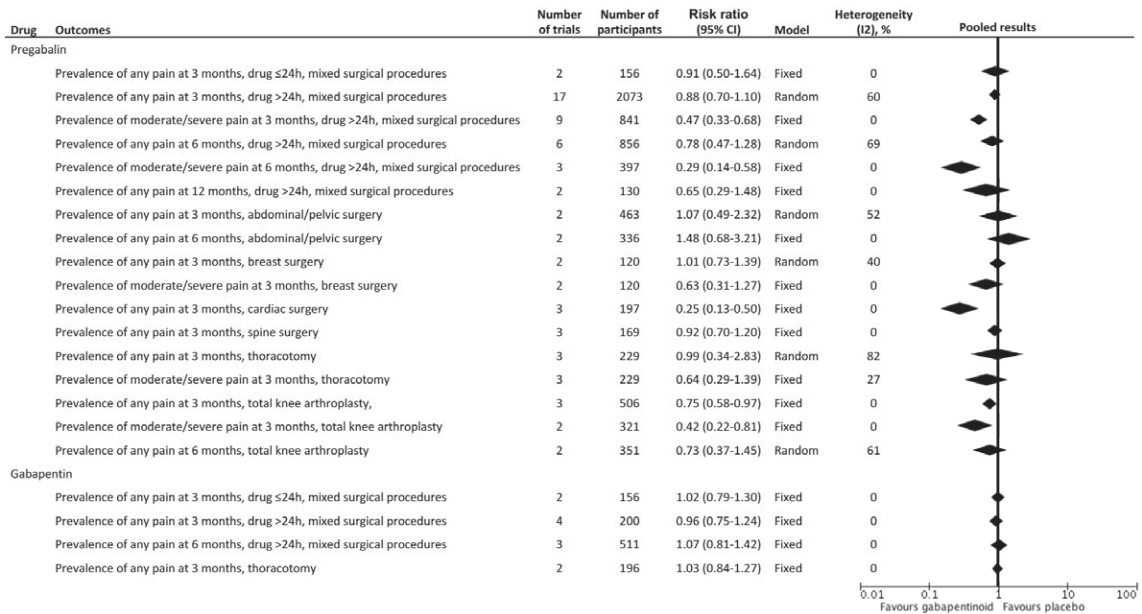 Drug Outcomes Number of trials Number of participants Risk ratio (95% CI) Model Heterogeneity (I2), % Pooled results
Pregabalin
Prevalence of any pain at 3 months, drug ≤24h, mixed surgical procedures 2 156 0.91 (0.50-1.64) Fixed 0
Prevalence of any pain at 3 months, drug >24h, mixed surgical procedures 17 2073 0.88 (0.70-1.10) Random 60
Prevalence of moderate/severe pain at 3 months, drug >24h, mixed surgical procedures 9 841 0.47 (0.33-0.68) Fixed 0
Prevalence of any pain at 6 months, drug >24h, mixed surgical procedures 6 856 0.78 (0.47-1.28) Random 69
Prevalence of moderate/severe pain at 6 months, drug >24h, mixed surgical procedures 3 397 0.29 (0.14-0.58) Fixed 0
Prevalence of any pain at 12 months, drug >24h, mixed surgical procedures 2 130 0.65 (0.29-1.48) Fixed 0
Prevalence of any pain at 3 months, abdominal/pelvic surgery 2 463 1.07 (0.49-2.32) Random 52
Prevalence of any pain at 6 months, abdominal/pelvic surgery 2 336 1.48 (0.68-3.21) Fixed 0
Prevalence of any pain at 3 months, breast surgery 2 120 1.01 (0.73-1.39) Random 40
Prevalence of moderate/severe pain at 3 months, breast surgery 2 120 0.63 (0.31-1.27) Fixed 0
Prevalence of any pain at 3 months, cardiac surgery 3 197 0.25 (0.13-0.50) Fixed 0
Prevalence of any pain at 3 months, spine surgery 3 169 0.92 (0.70-1.20) Fixed 0
Prevalence of any pain at 3 months, thoracotomy 3 229 0.99 (0.34-2.83) Random 82
Prevalence of moderate/severe pain at 3 months, thoracotomy 3 229 0.64 (0.29-1.39) Fixed 27
Prevalence of any pain at 3 months, total knee arthroplasty, 3 506 0.75 (0.58-0.97) Fixed 0
Prevalence of moderate/severe pain at 3 months, total knee arthroplasty 2 321 0.42 (0.22-0.81) Fixed 0
Prevalence of any pain at 6 months, total knee arthroplasty 2 351 0.73 (0.37-1.45) Random 61
Gabapentin
Prevalence of any pain at 3 months, drug ≤24h, mixed surgical procedures 2 156 1.02 (0.79-1.30) Fixed 0
Prevalence of any pain at 3 months, drug >24h, mixed surgical procedures 4 200 0.96 (0.75-1.24) Fixed 0
Prevalence of any pain at 6 months, drug >24h, mixed surgical procedures 3 511 1.07 (0.81-1.42) Fixed 0
Prevalence of any pain at 3 months, thoracotomy 2 196 1.03 (0.84-1.27) Fixed 0
0.01 0.1 1 10 100
Favours gabapentinoid Favours placebo